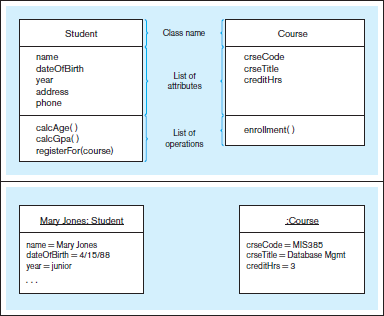 Student
name
dateOfBirth
year
address
phone
calcAge( )
calcGpa( )
registerFor(course)
Class name
List of
attributes
List of
operations
Course
crseCode
crseTitle
creditHrs
enrollment( )
Mary Jones: Student
name = Mary Jones
dateOfBirth = 4/15/88
year = junior
. . .
:Course
crseCode = MIS385
crseTitle = Database Mgmt
creditHrs = 3